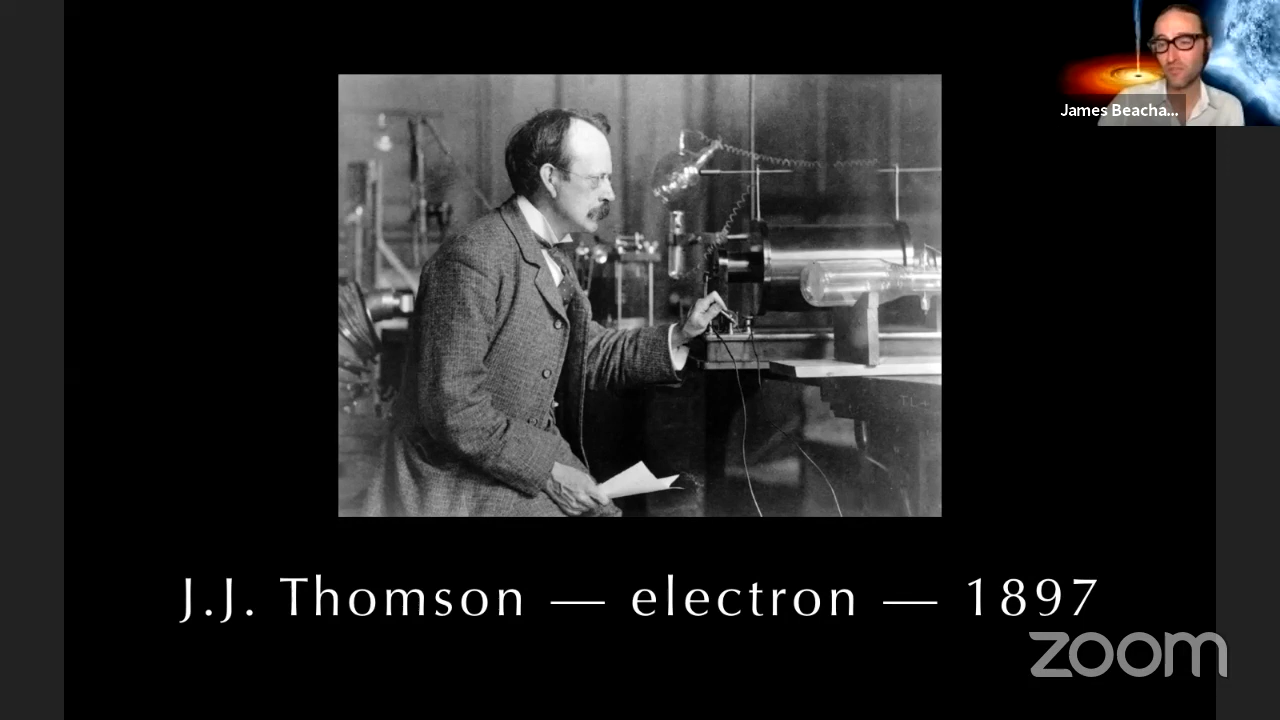 James Beacha...
J.J. Thomson — electron — 1897
zoom